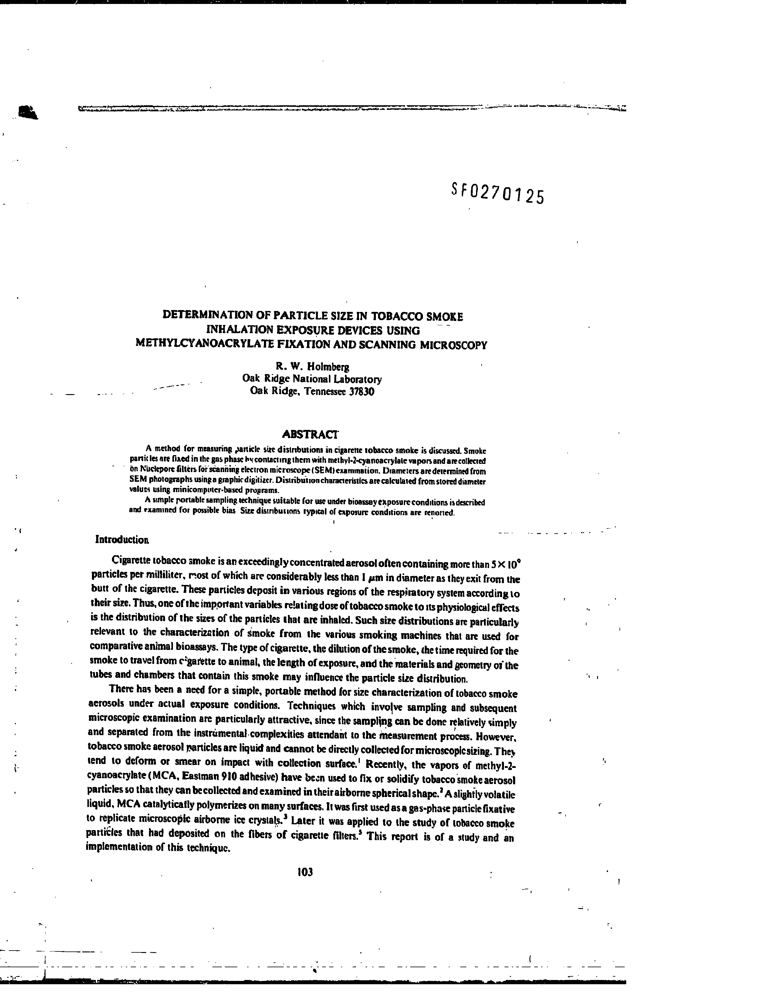 SF0270125
DETERMINATION OF PARTICLE SIZE IN TOBACCO SMOKE
INHALATION EXPOSURE DEVICES USING
METHYLCYANOACRYLATE FIXATION AND SCANNING MICROSCOPY
R. W. Holmberg
Oak Ridge National Laboratory
Oak Ridge, Tennessee 37830
ABSTRACT
A method for measuring particle size distributions in cigarette tobacco smoke is discussed. Smoke
particles are fixed in the gas phase by contacting them with methyl-2-cyanoacrylate vapors and are collected
on Nuclepore filters for scanning electron microscope (SEM) examination. Diameters are determined from
SEM photographs using a graphic digitizer. Distribution characteristics are calculated from stored diameter
values using minicomputer-based programs.
A simple portable sampling technique suitable for use under bioassay exposure conditions is described
and examined for possible bias Size distributions typical of exposure conditions are reported.
Introduction
Cigarette tobacco smoke is an exceedingly concentrated aerosol often containing more than 5 × 10⁹
particles per milliliter, most of which are considerably less than 1 μm in diameter as they exit from the
butt of the cigarette. These particles deposit in various regions of the respiratory system according to
their size. Thus, one of the important variables relating dose of tobacco smoke to its physiological effects
is the distribution of the sizes of the particles that are inhaled. Such size distributions are particularly
relevant to the characterization of smoke from the various smoking machines that are used for
comparative animal bioassays. The type of cigarette, the dilution of the smoke, the time required for the
smoke to travel from cigarette to animal, the length of exposure, and the materials and geometry of the
tubes and chambers that contain this smoke may influence the particle size distribution.
There has been a need for a simple, portable method for size characterization of tobacco smoke
aerosols under actual exposure conditions. Techniques which involve sampling and subsequent
microscopic examination are particularly attractive, since the sampling can be done relatively simply
and separated from the instrumental complexities attendant to the measurement process. However,
tobacco smoke aerosol particles are liquid and cannot be directly collected for microscopic sizing. They
tend to deform or smear on impact with collection surface.¹ Recently, the vapors of methyl-2-
cyanoacrylate (MCA, Eastman 910 adhesive) have been used to fix or solidify tobacco smoke aerosol
particles so that they can be collected and examined in their airborne spherical shape.² A slightly volatile
liquid, MCA catalytically polymerizes on many surfaces. It was first used as a gas-phase particle fixative
to replicate microscopic airborne ice crystals.³ Later it was applied to the study of tobacco smoke
particles that had deposited on the fibers of cigarette filters.⁵ This report is of a study and an
implementation of this technique.
103